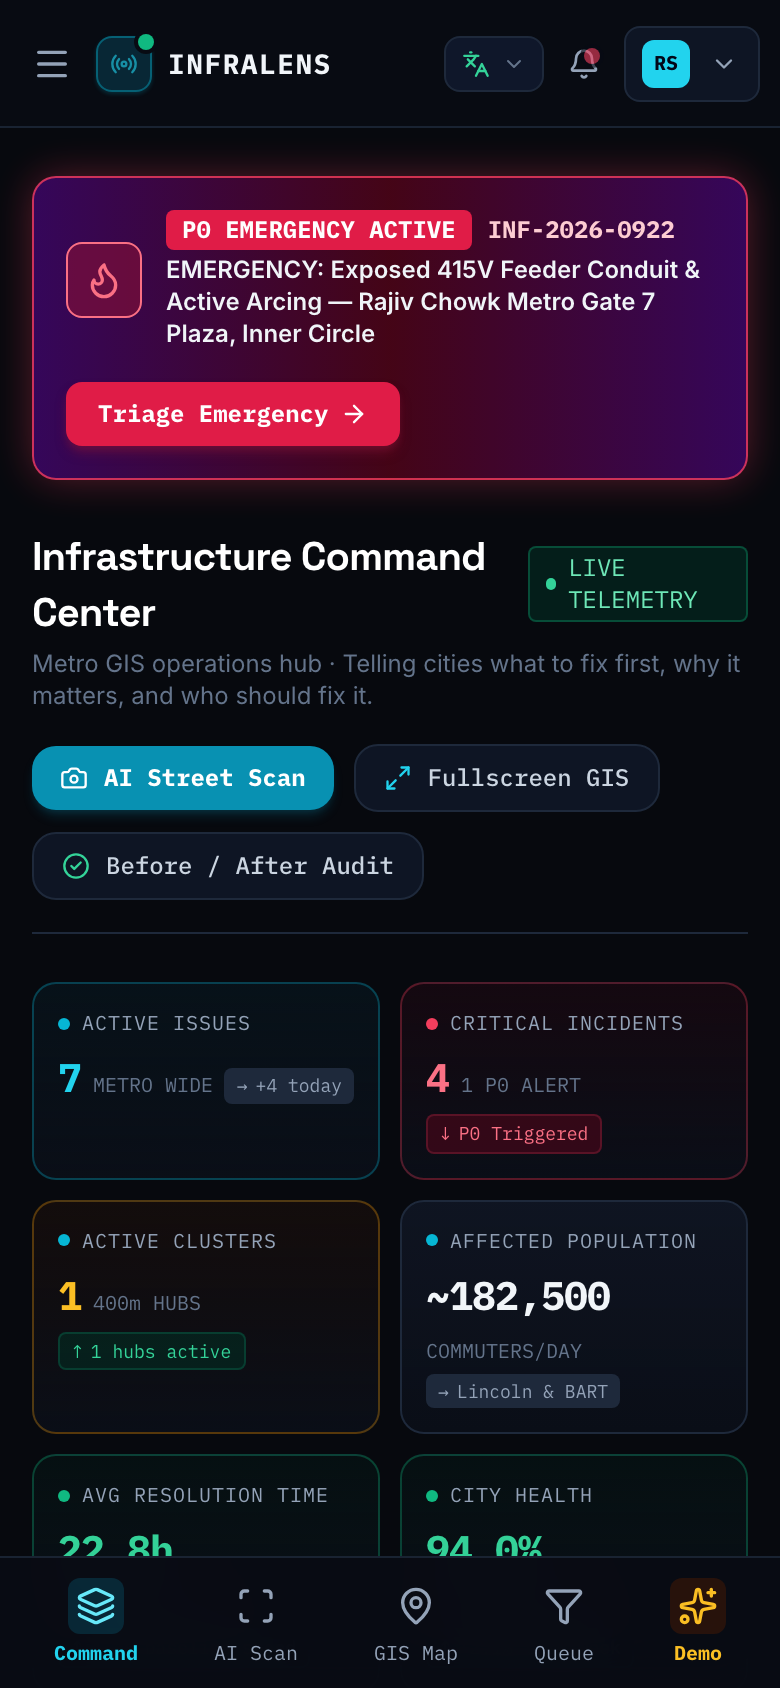 INFRALENS
RS
P0 EMERGENCY ACTIVE INF-2026-0922
EMERGENCY: Exposed 415V Feeder Conduit &
Active Arcing — Rajiv Chowk Metro Gate 7
Plaza, Inner Circle
Triage Emergency →
Infrastructure Command
Center
LIVE
TELEMETRY
Metro GIS operations hub · Telling cities what to fix first, why it
matters, and who should fix it.
AI Street Scan
Fullscreen GIS
Before / After Audit
ACTIVE ISSUES
7 METRO WIDE → +4 today
CRITICAL INCIDENTS
4 1 P0 ALERT
↓ P0 Triggered
ACTIVE CLUSTERS
1 400m HUBS
↑ 1 hubs active
AFFECTED POPULATION
~182,500
COMMUTERS/DAY
→ Lincoln & BART
AVG RESOLUTION TIME
22.8h
CITY HEALTH
94.0%
Command
AI Scan
GIS Map
Queue
Demo